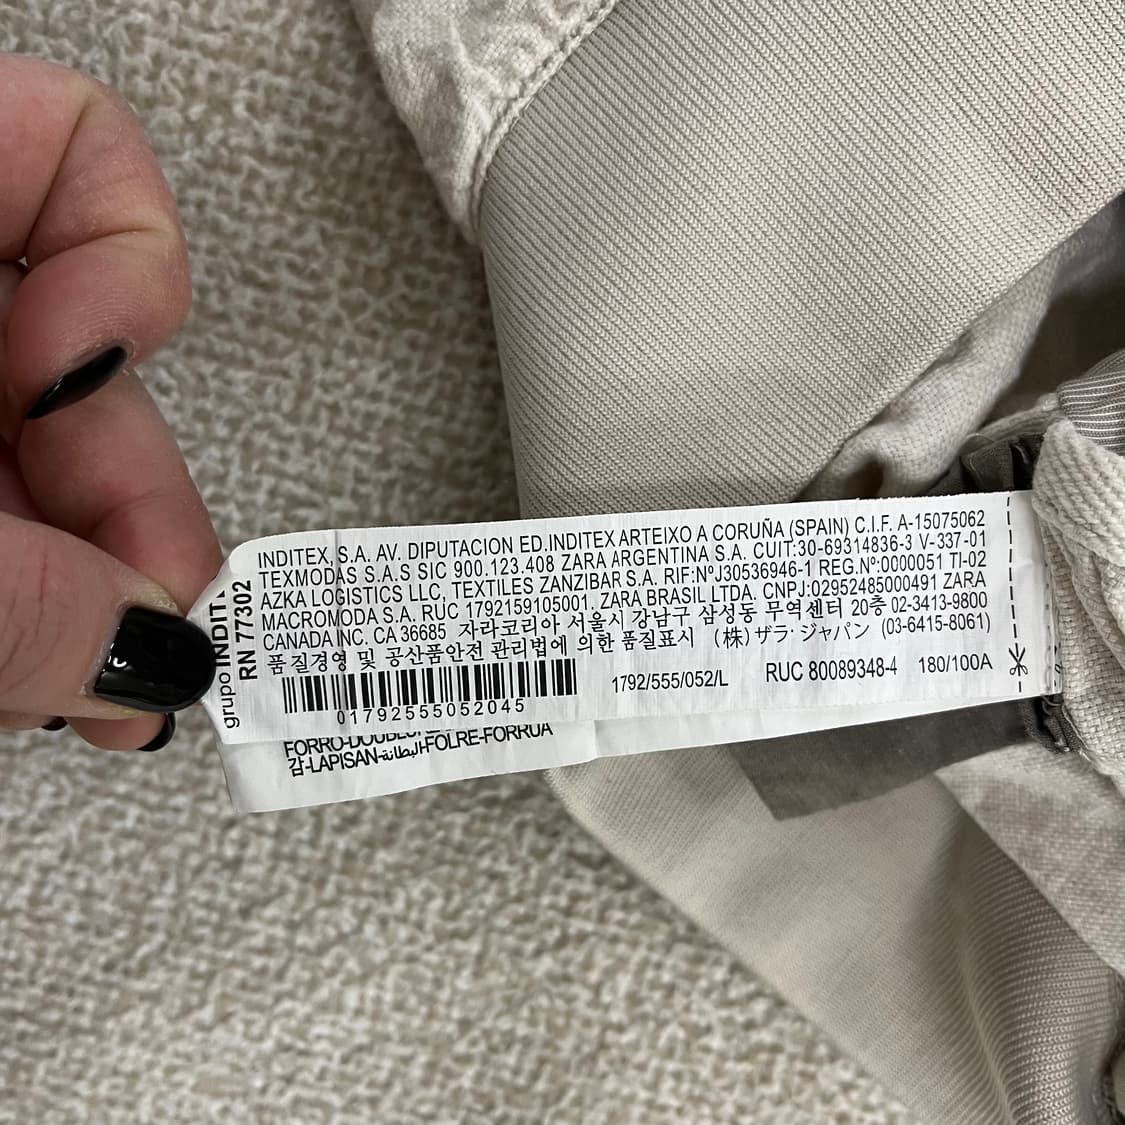 INDITEX, S.A. AV. DIPUTACION ED.INDITEX ARTEIXO A CORUÑA (SPAIN) C.I.F. A-15075062
TEXMODAS S.A.S SIC 900.123.408 ZARA ARGENTINA S.A. CUIT:30-69314836-3 V-337-01
AZKA LOGISTICS LLC, TEXTILES ZANZIBAR S.A. RIF:NºJ30536946-1 REG.Nº:0000051 TI-02
MACROMODA S.A. RUC 1792159105001. ZARA BRASIL LTDA. CNPJ:02952485000491 ZARA
CANADA INC. CA 36685 자라코리아 서울시 강남구 삼성동 무역센터 20층 02-3413-9800
품질경영 및 공산품안전 관리법에 의한 품질표시 (株) ザラ・ジャパン (03-6415-8061)
01792555052045
1792/555/052/L RUC 80089348-4 180/100A
grupo INDIT
RN 77302
감-LAPISAN-البطانة-FOLRE-FORRUA